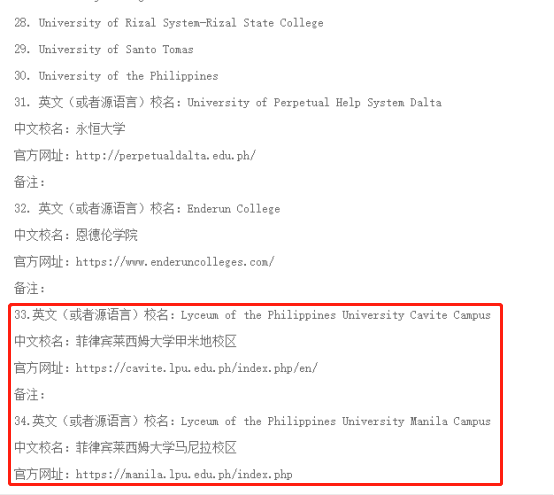 28. University of Rizal System-Rizal State College
29. University of Santo Tomas
30. University of the Philippines
31. 英文（或者源语言）校名：University of Perpetual Help System Dalta
中文校名：永恒大学
官方网址：http://perpetualdalta.edu.ph/
备注：
32. 英文（或者源语言）校名：Enderun College
中文校名：恩德伦学院
官方网址：https://www.enderuncolleges.com/
备注：
33.英文（或者源语言）校名：Lyceum of the Philippines University Cavite Campus
中文校名：菲律宾莱西姆大学甲米地校区
官方网址：https://cavite.lpu.edu.ph/index.php/en/
备注：
34.英文（或者源语言）校名：Lyceum of the Philippines University Manila Campus
中文校名：菲律宾莱西姆大学马尼拉校区
官方网址：https://manila.lpu.edu.ph/index.php